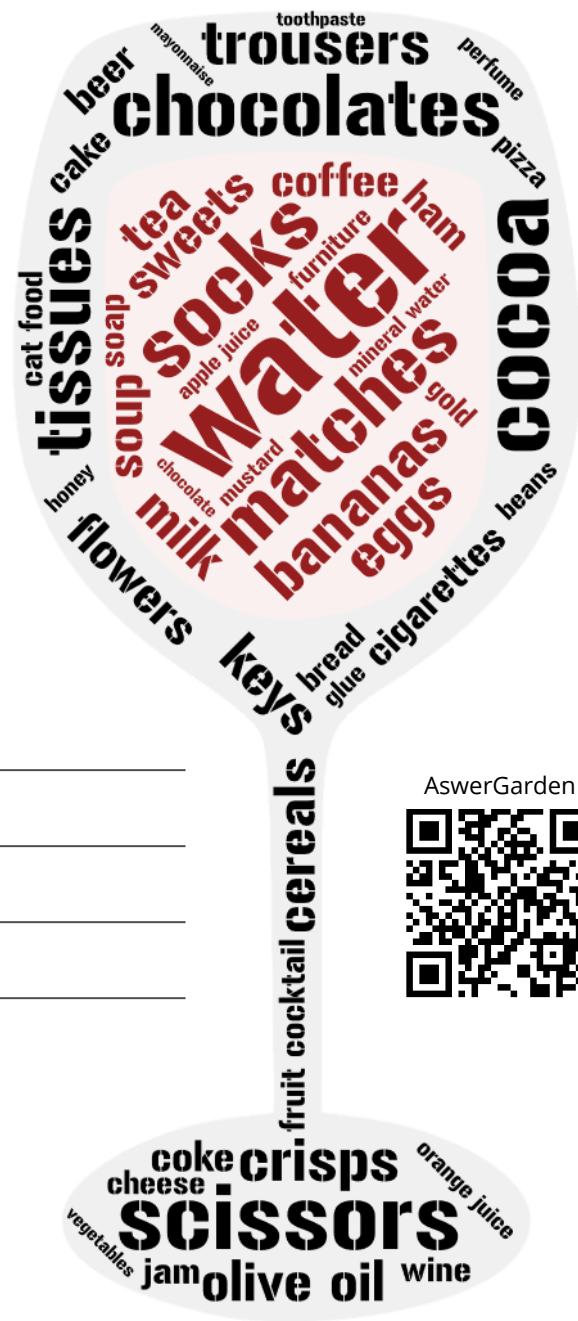 toothpaste
trousers
mayonnaise
beer
perfume
chocolates
cake
pizza
tissues
cat food
cocoa
coffee
ham
tea
sweets
socks
furniture
water
soap
apple juice
mineral water
soup
matches
gold
chocolate
mustard
bananas
milk
eggs
honey
beans
flowers
cigarettes
keys
bread
glue
cereals
AswerGarden
fruit cocktail
coke
crisps
orange juice
cheese
scissors
vegetables
jam
olive oil
wine